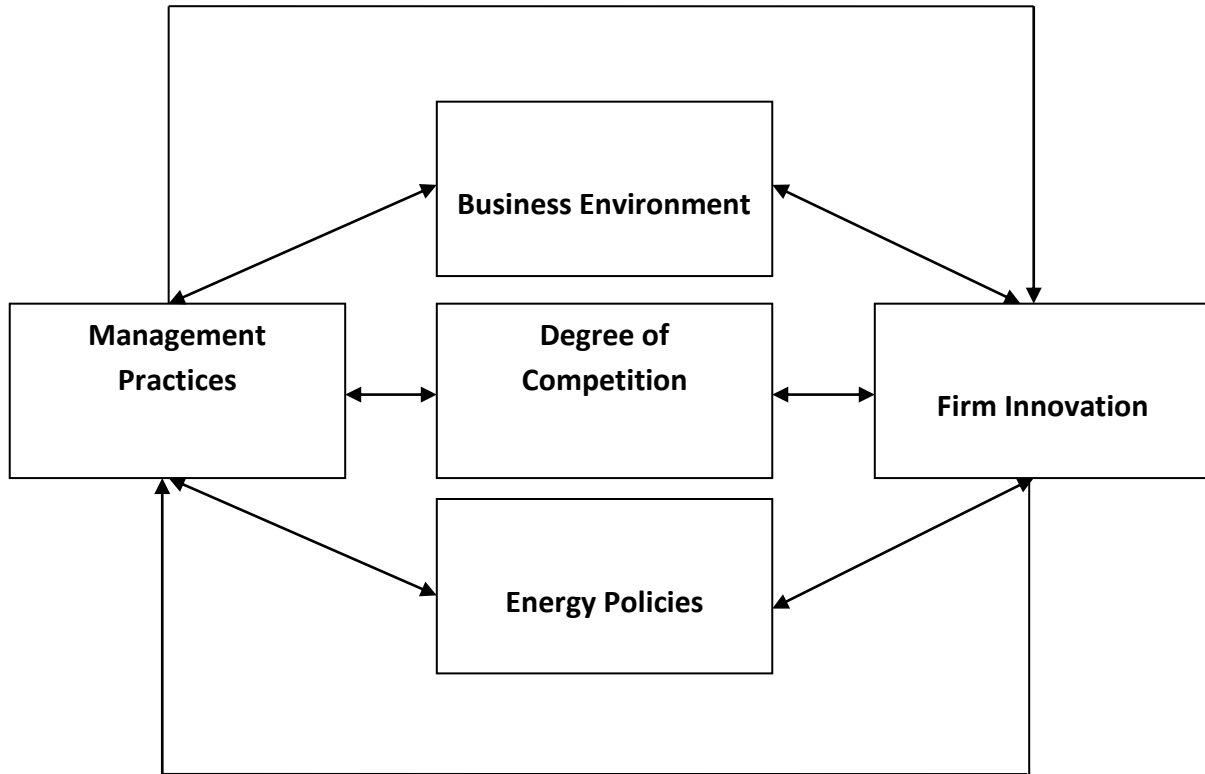 Business Environment
Management
Practices
Degree of
Competition
Firm Innovation
Energy Policies